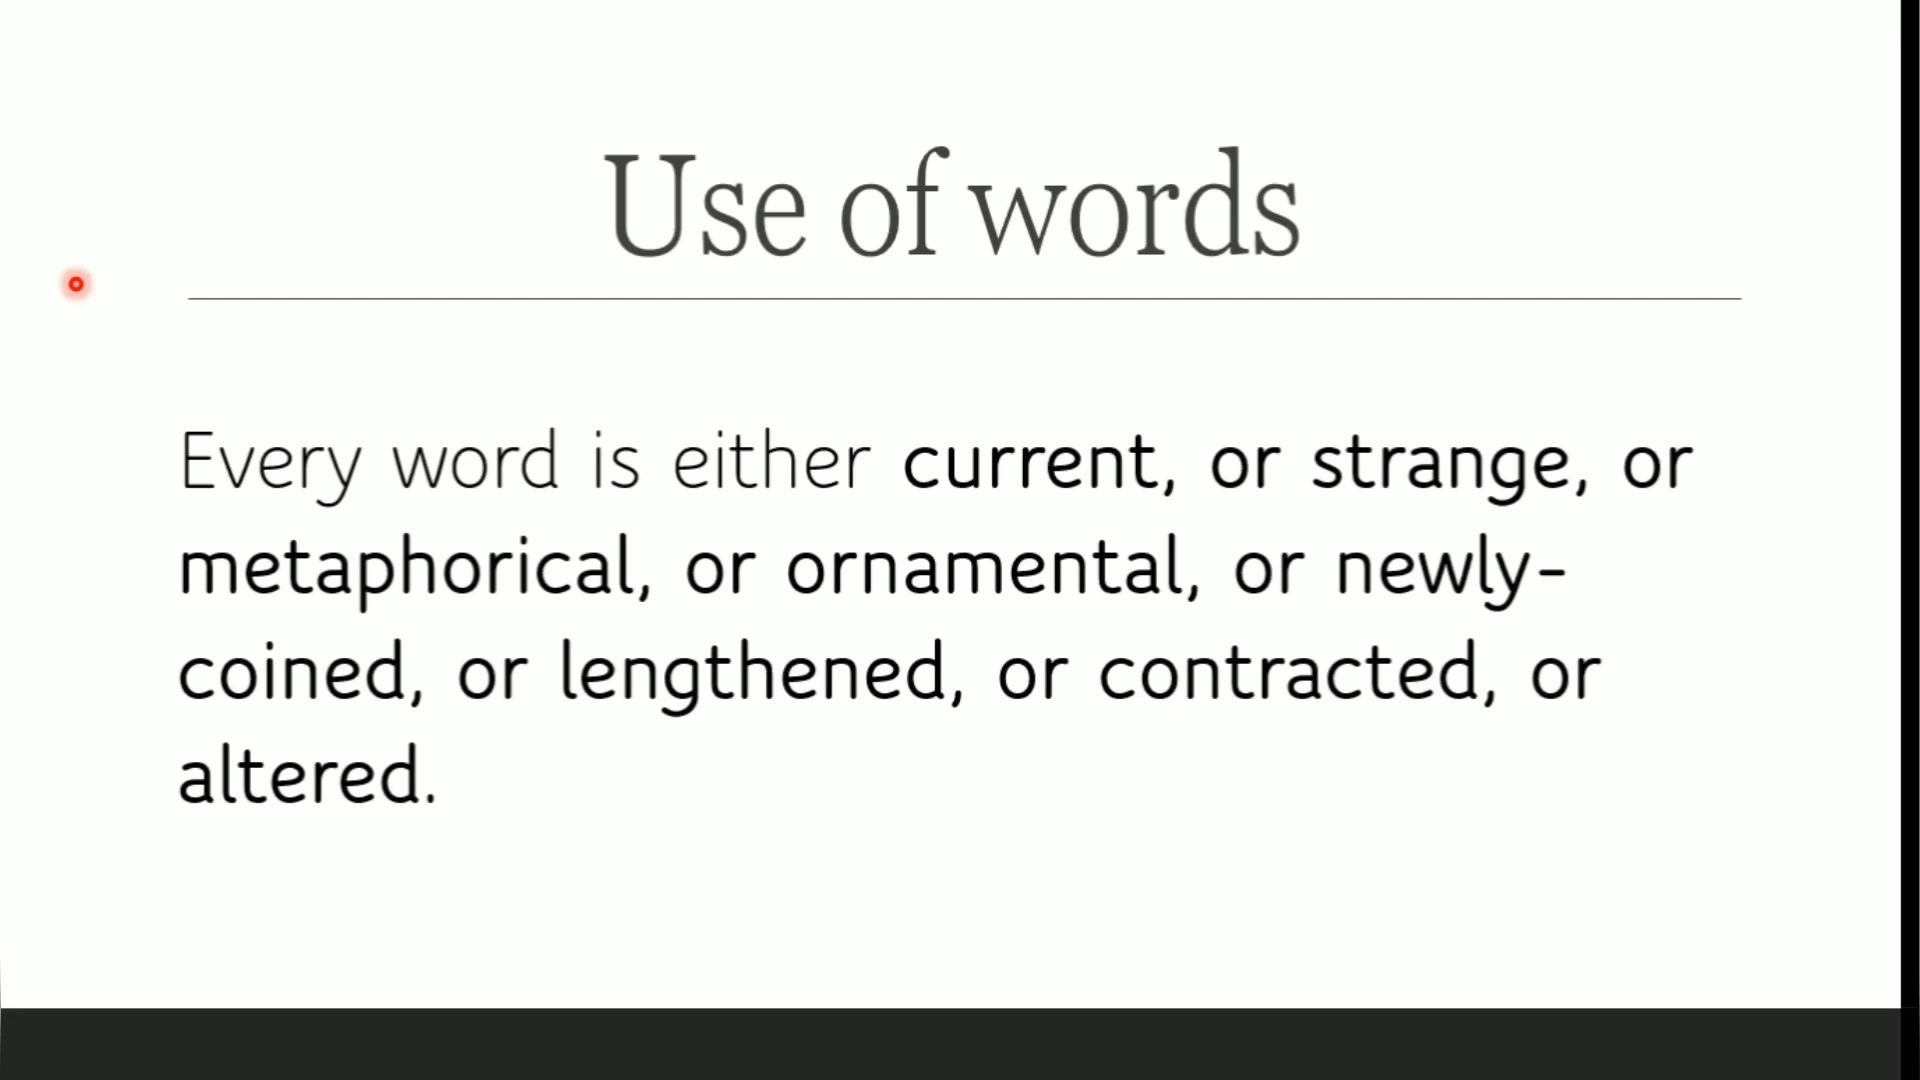 Use of words
Every word is either current, or strange, or
metaphorical, or ornamental, or newly-
coined, or lengthened, or contracted, or
altered.